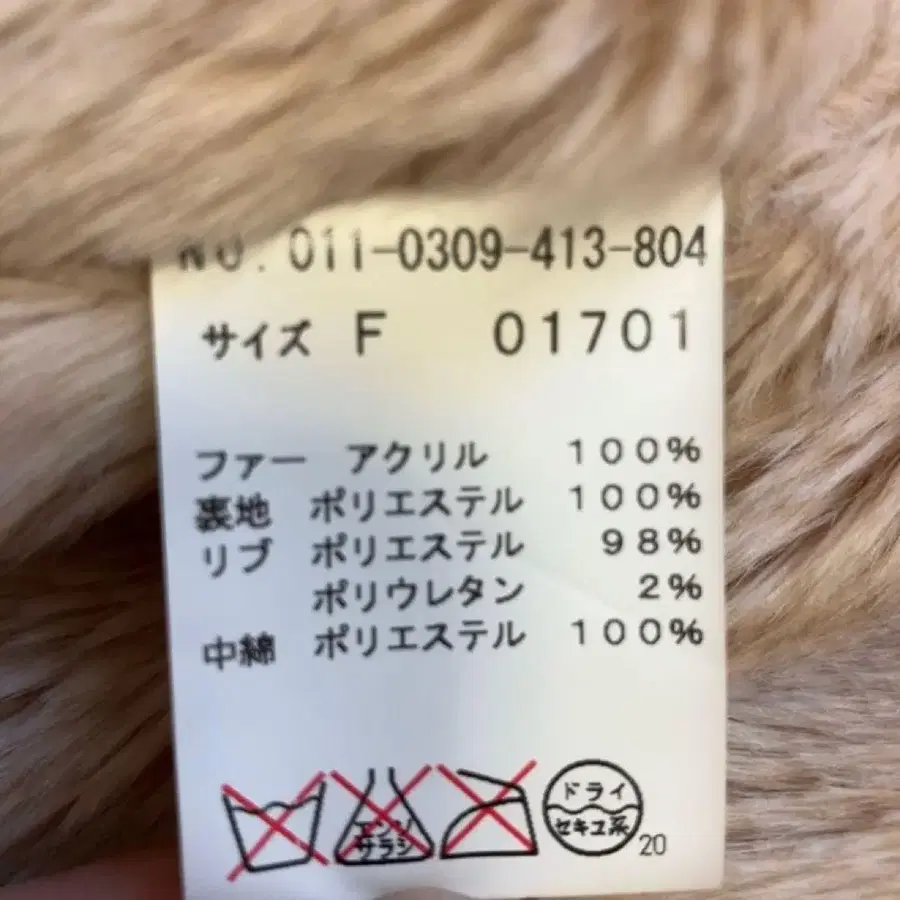 NO. 011-0309-413-804
サイズ F 01701
ファー アクリル 100%
裏地 ポリエステル 100%
リブ ポリエステル 98%
ポリウレタン 2%
中綿 ポリエステル 100%
エンソ
サラシ
ドライ
セキユ系
20